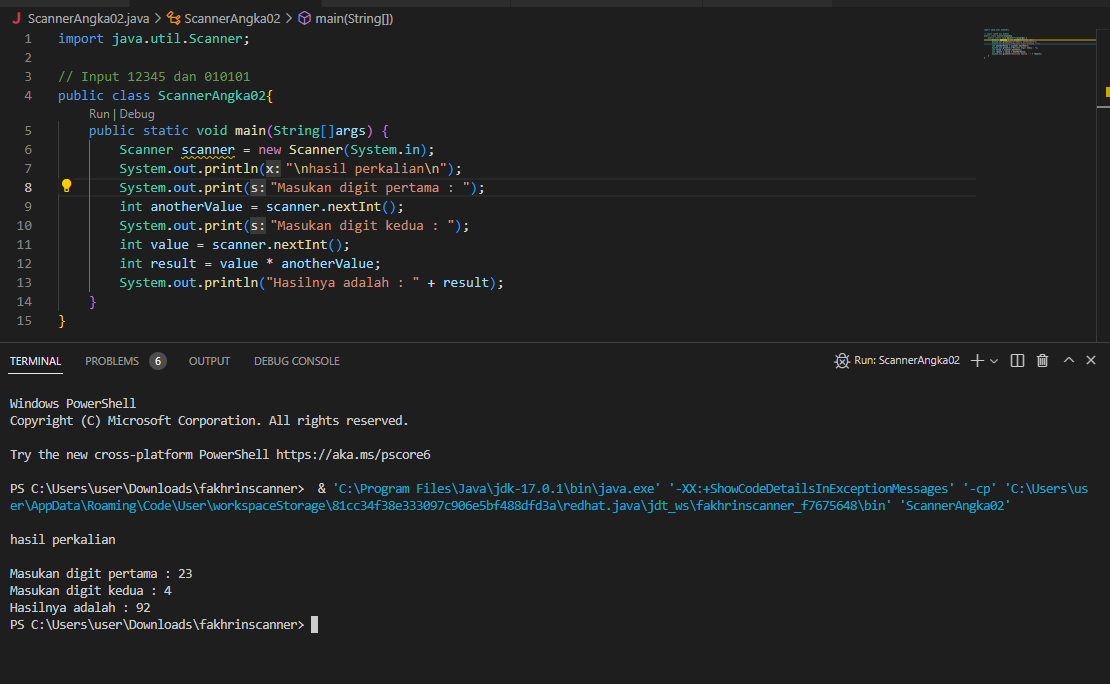 ScannerAngka02.java > ScannerAngka02 > main(String[])
1 import java.util.Scanner;
2
3 // Input 12345 dan 010101
4 public class ScannerAngka02{
Run | Debug
5 public static void main(String[]args) {
6 Scanner scanner = new Scanner(System.in);
7 System.out.println(x: "\nhasil perkalian\n");
8 System.out.print(s: "Masukan digit pertama : ");
9 int anotherValue = scanner.nextInt();
10 System.out.print(s: "Masukan digit kedua : ");
11 int value = scanner.nextInt();
12 int result = value * anotherValue;
13 System.out.println("Hasilnya adalah : " + result);
14 }
15 }
TERMINAL PROBLEMS 6 OUTPUT DEBUG CONSOLE Run: ScannerAngka02
Windows PowerShell
Copyright (C) Microsoft Corporation. All rights reserved.
Try the new cross-platform PowerShell https://aka.ms/pscore6
PS C:\Users\user\Downloads\fakhrinscanner>  & 'C:\Program Files\Java\jdk-17.0.1\bin\java.exe' '-XX:+ShowCodeDetailsInExceptionMessages' '-cp' 'C:\Users\us
er\AppData\Roaming\Code\User\workspaceStorage\81cc34f38e333097c906e5bf488dfd3a\redhat.java\jdt_ws\fakhrinscanner_f7675648\bin' 'ScannerAngka02'
hasil perkalian
Masukan digit pertama : 23
Masukan digit kedua : 4
Hasilnya adalah : 92
PS C:\Users\user\Downloads\fakhrinscanner>